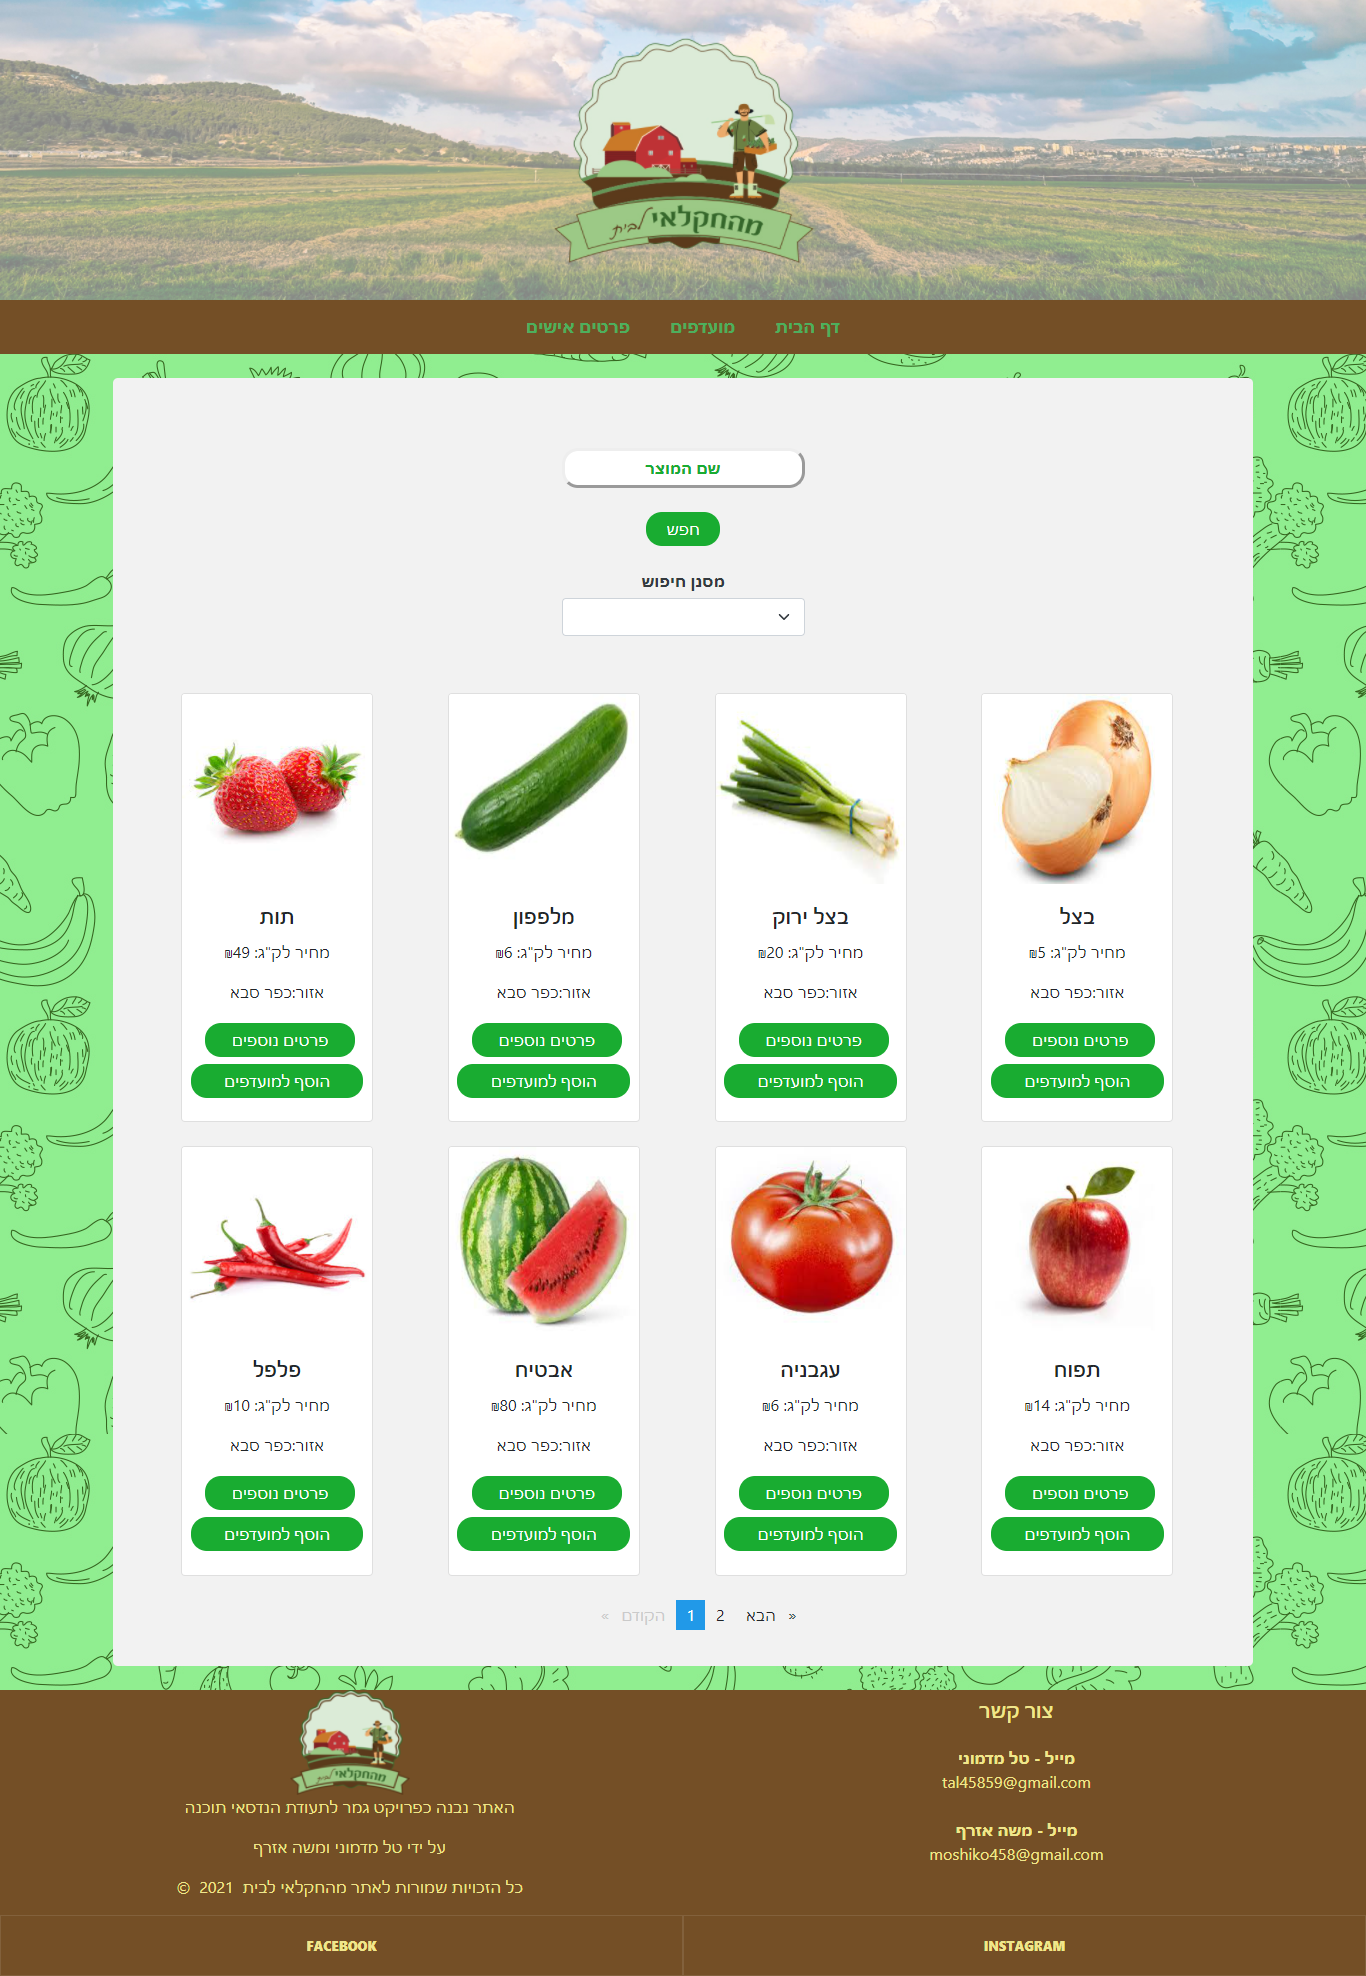 מהחקלאי לבית
דף הבית
מועדפים
פרטים אישים
שם המוצר
חפש
מסנן חיפוש
בצל
מחיר לק"ג: 5₪
אזור:כפר סבא
פרטים נוספים
הוסף למועדפים
בצל ירוק
מחיר לק"ג: 20₪
אזור:כפר סבא
פרטים נוספים
הוסף למועדפים
מלפפון
מחיר לק"ג: 6₪
אזור:כפר סבא
פרטים נוספים
הוסף למועדפים
תות
מחיר לק"ג: 49₪
אזור:כפר סבא
פרטים נוספים
הוסף למועדפים
תפוח
מחיר לק"ג: 14₪
אזור:כפר סבא
פרטים נוספים
הוסף למועדפים
עגבניה
מחיר לק"ג: 6₪
אזור:כפר סבא
פרטים נוספים
הוסף למועדפים
אבטיח
מחיר לק"ג: 80₪
אזור:כפר סבא
פרטים נוספים
הוסף למועדפים
פלפל
מחיר לק"ג: 10₪
אזור:כפר סבא
פרטים נוספים
הוסף למועדפים
« הבא 2 1 הקודם »
צור קשר
מייל - טל מדמוני
tal45859@gmail.com
מייל - משה אזרף
moshiko458@gmail.com
מהחקלאי לבית
האתר נבנה כפרויקט גמר לתעודת הנדסאי תוכנה
על ידי טל מדמוני ומשה אזרף
כל הזכויות שמורות לאתר מהחקלאי לבית 2021 ©
INSTAGRAM
FACEBOOK